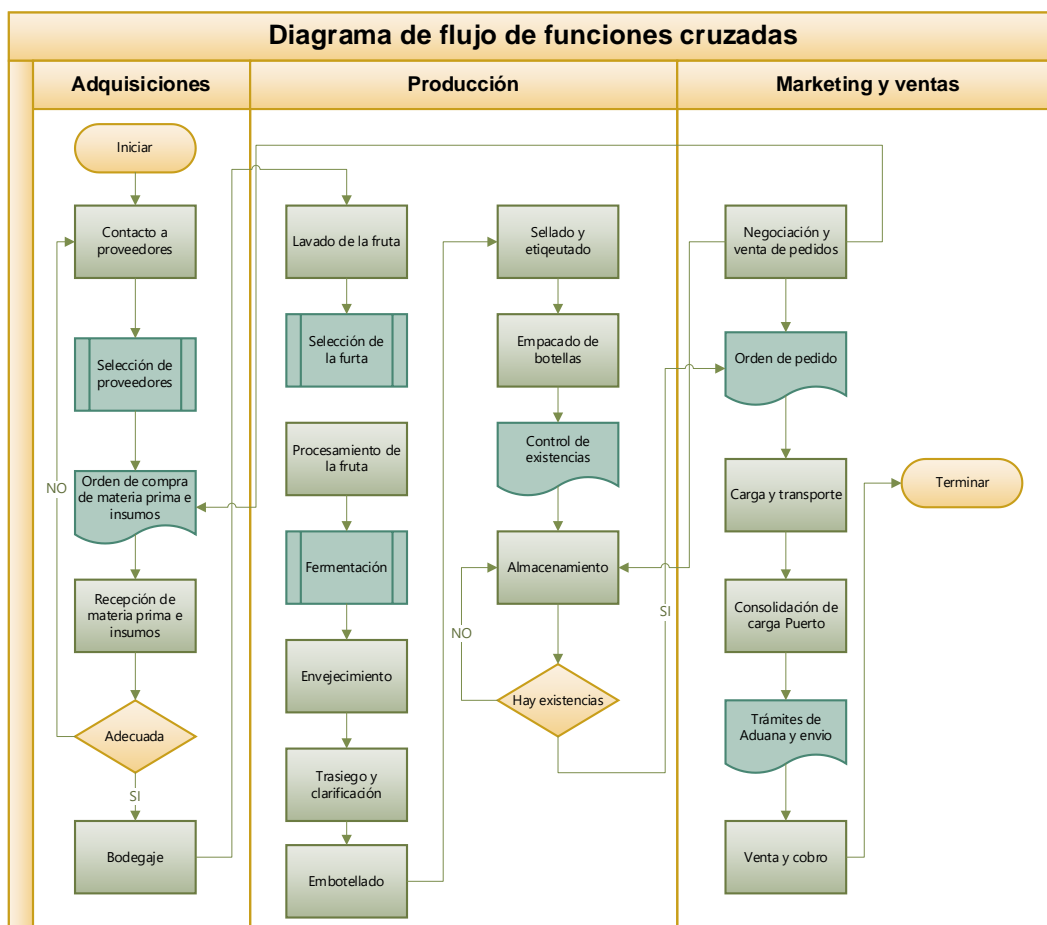 Diagrama de flujo de funciones cruzadas
Adquisiciones
Producción
Marketing y ventas
Iniciar
Contacto a
proveedores
Selección de
proveedores
Orden de compra
de materia prima e
insumos
NO
Recepción de
materia prima e
insumos
Adecuada
SI
Bodegaje
Lavado de la fruta
Selección de
la furta
Procesamiento de
la fruta
Fermentación
Envejecimiento
Trasiego y
clarificación
Embotellado
Sellado y
etiqeutado
Empacado de
botellas
Control de
existencias
Almacenamiento
NO
Hay existencias
SI
Negociación y
venta de pedidos
Orden de pedido
Carga y transporte
Consolidación de
carga Puerto
Trámites de
Aduana y envio
Venta y cobro
Terminar